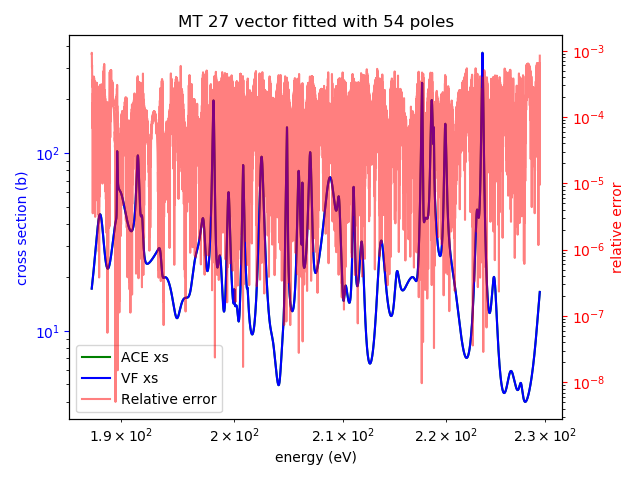 MT 27 vector fitted with 54 poles
cross section (b)
10²
10¹
relative error
10⁻³
10⁻⁴
10⁻⁵
10⁻⁶
10⁻⁷
10⁻⁸
ACE xs
VF xs
Relative error
1.9 × 10² 2 × 10² 2.1 × 10² 2.2 × 10² 2.3 × 10²
energy (eV)